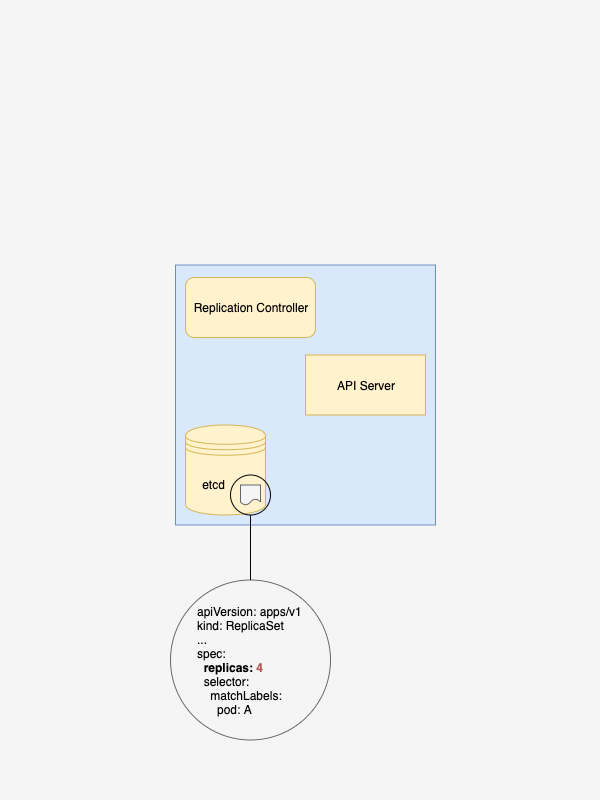 Replication Controller
API Server
etcd
apiVersion: apps/v1
kind: ReplicaSet
...
spec:
  replicas: 4
  selector:
    matchLabels:
      pod: A